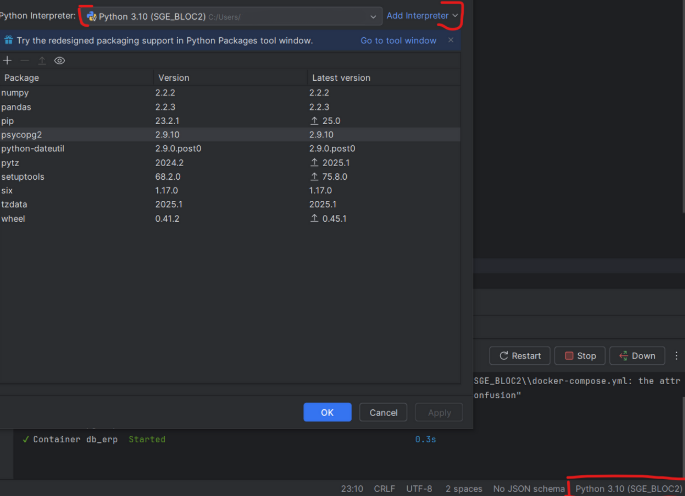 Python Interpreter: Python 3.10 (SGE_BLOC2) C:/Users/ Add Interpreter
Try the redesigned packaging support in Python Packages tool window. Go to tool window ×
Package Version Latest version
numpy 2.2.2 2.2.2
pandas 2.2.3 2.2.3
pip 23.2.1 25.0
psycopg2 2.9.10 2.9.10
python-dateutil 2.9.0.post0 2.9.0.post0
pytz 2024.2 2025.1
setuptools 68.2.0 75.8.0
six 1.17.0 1.17.0
tzdata 2025.1 2025.1
wheel 0.41.2 0.45.1
Restart Stop Down
SGE_BLOC2\\docker-compose.yml: the attr
onfusion"
OK Cancel Apply
✓ Container db_erp Started 0.3s
23:10 CRLF UTF-8 2 spaces No JSON schema Python 3.10 (SGE_BLOC2)